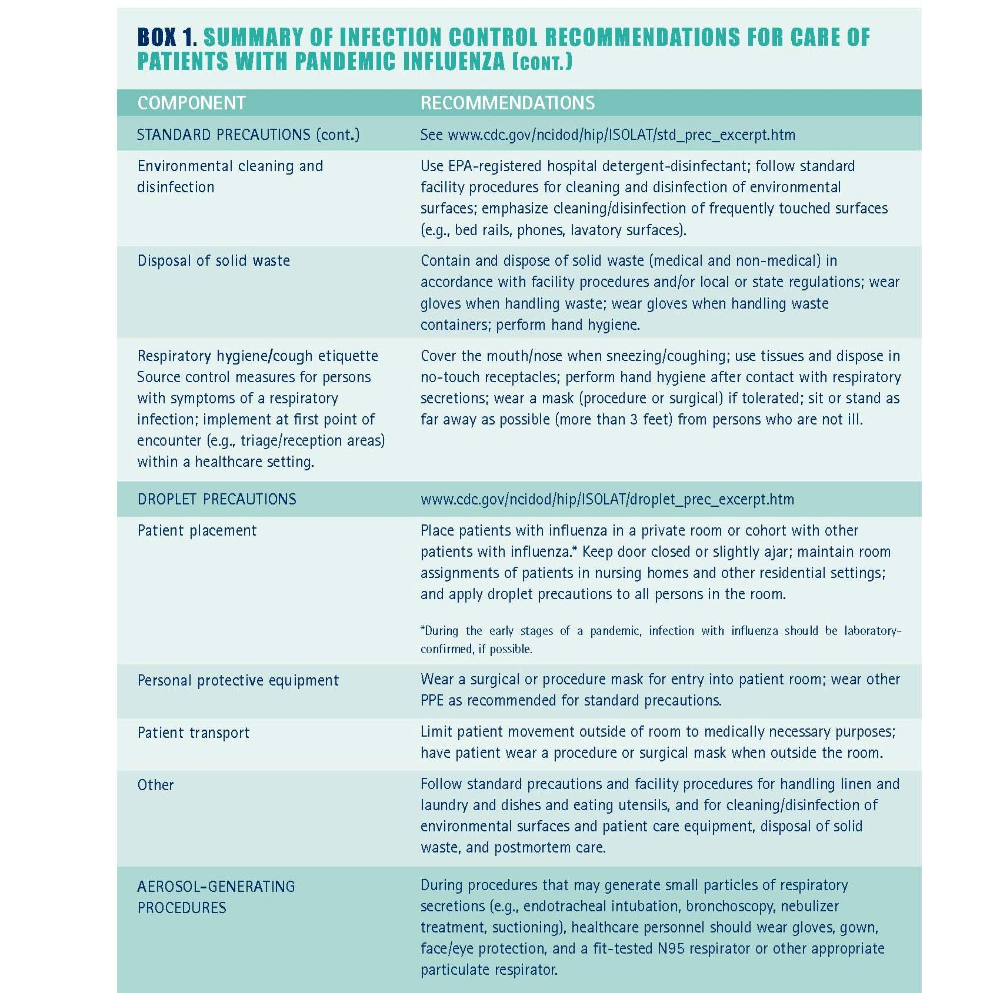 BOX 1. SUMMARY OF INFECTION CONTROL RECOMMENDATIONS FOR CARE OF
PATIENTS WITH PANDEMIC INFLUENZA (CONT.)
COMPONENT
RECOMMENDATIONS
STANDARD PRECAUTIONS (cont.)
See www.cdc.gov/ncidod/hip/ISOLAT/std_prec_excerpt.htm
Environmental cleaning and
disinfection
Use EPA-registered hospital detergent-disinfectant; follow standard
facility procedures for cleaning and disinfection of environmental
surfaces; emphasize cleaning/disinfection of frequently touched surfaces
(e.g., bed rails, phones, lavatory surfaces).
Disposal of solid waste
Contain and dispose of solid waste (medical and non-medical) in
accordance with facility procedures and/or local or state regulations; wear
gloves when handling waste; wear gloves when handling waste
containers; perform hand hygiene.
Respiratory hygiene/cough etiquette
Source control measures for persons
with symptoms of a respiratory
infection; implement at first point of
encounter (e.g., triage/reception areas)
within a healthcare setting.
Cover the mouth/nose when sneezing/coughing; use tissues and dispose in
no-touch receptacles; perform hand hygiene after contact with respiratory
secretions; wear a mask (procedure or surgical) if tolerated; sit or stand as
far away as possible (more than 3 feet) from persons who are not ill.
DROPLET PRECAUTIONS
www.cdc.gov/ncidod/hip/ISOLAT/droplet_prec_excerpt.htm
Patient placement
Place patients with influenza in a private room or cohort with other
patients with influenza.* Keep door closed or slightly ajar; maintain room
assignments of patients in nursing homes and other residential settings;
and apply droplet precautions to all persons in the room.
*During the early stages of a pandemic, infection with influenza should be laboratory-
confirmed, if possible.
Personal protective equipment
Wear a surgical or procedure mask for entry into patient room; wear other
PPE as recommended for standard precautions.
Patient transport
Limit patient movement outside of room to medically necessary purposes;
have patient wear a procedure or surgical mask when outside the room.
Other
Follow standard precautions and facility procedures for handling linen and
laundry and dishes and eating utensils, and for cleaning/disinfection of
environmental surfaces and patient care equipment, disposal of solid
waste, and postmortem care.
AEROSOL-GENERATING
PROCEDURES
During procedures that may generate small particles of respiratory
secretions (e.g., endotracheal intubation, bronchoscopy, nebulizer
treatment, suctioning), healthcare personnel should wear gloves, gown,
face/eye protection, and a fit-tested N95 respirator or other appropriate
particulate respirator.